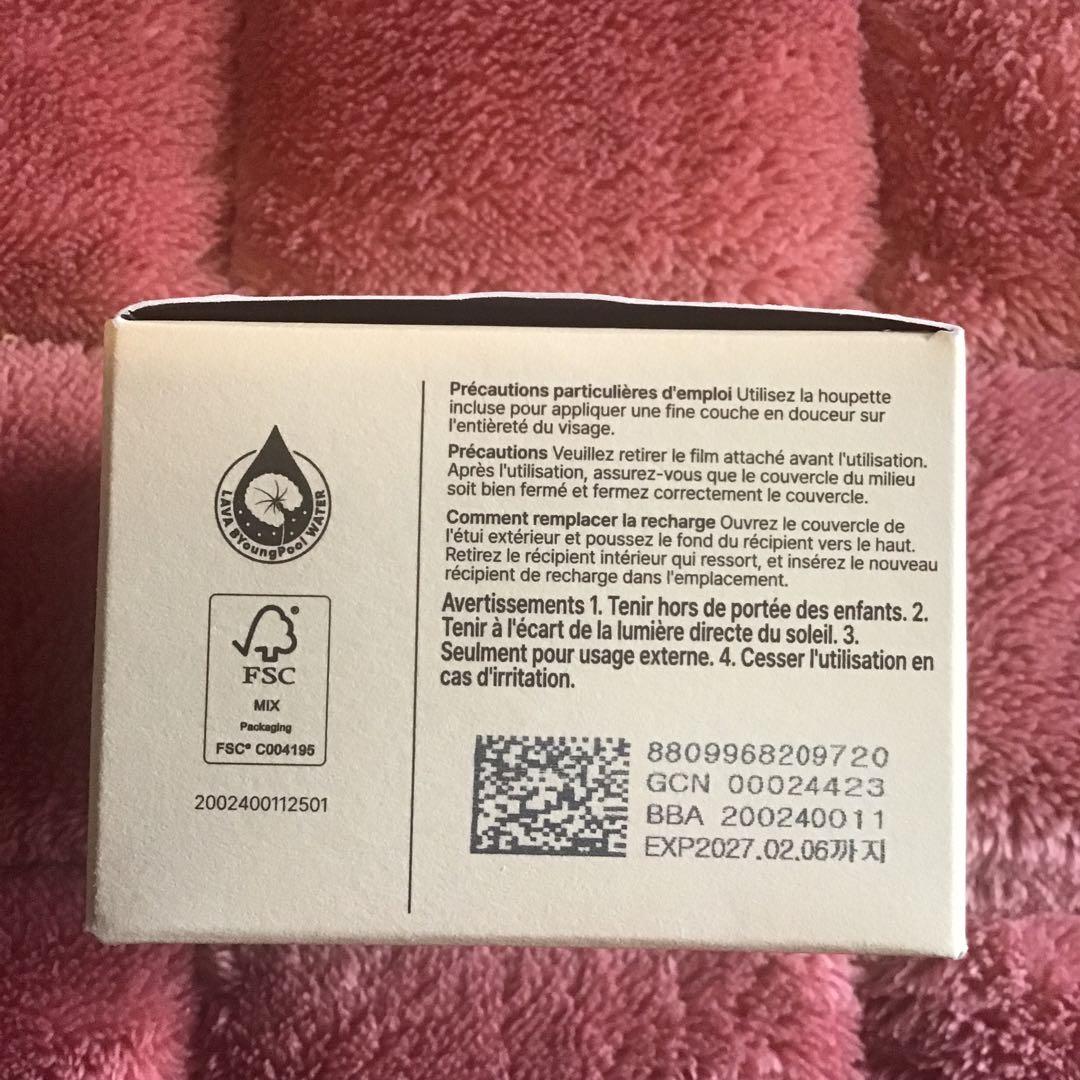 LAVA BYoungPool WATER
FSC
MIX
Packaging
FSC® C004195
2002400112501
Précautions particulières d'emploi Utilisez la houpette
incluse pour appliquer une fine couche en douceur sur
l'entièreté du visage.
Précautions Veuillez retirer le film attaché avant l'utilisation.
Après l'utilisation, assurez-vous que le couvercle du milieu
soit bien fermé et fermez correctement le couvercle.
Comment remplacer la recharge Ouvrez le couvercle de
l'étui extérieur et poussez le fond du récipient vers le haut.
Retirez le récipient intérieur qui ressort, et insérez le nouveau
récipient de recharge dans l'emplacement.
Avertissements 1. Tenir hors de portée des enfants. 2.
Tenir à l'écart de la lumière directe du soleil. 3.
Seulment pour usage externe. 4. Cesser l'utilisation en
cas d'irritation.
8809968209720
GCN 00024423
BBA 200240011
EXP2027.02.06까지